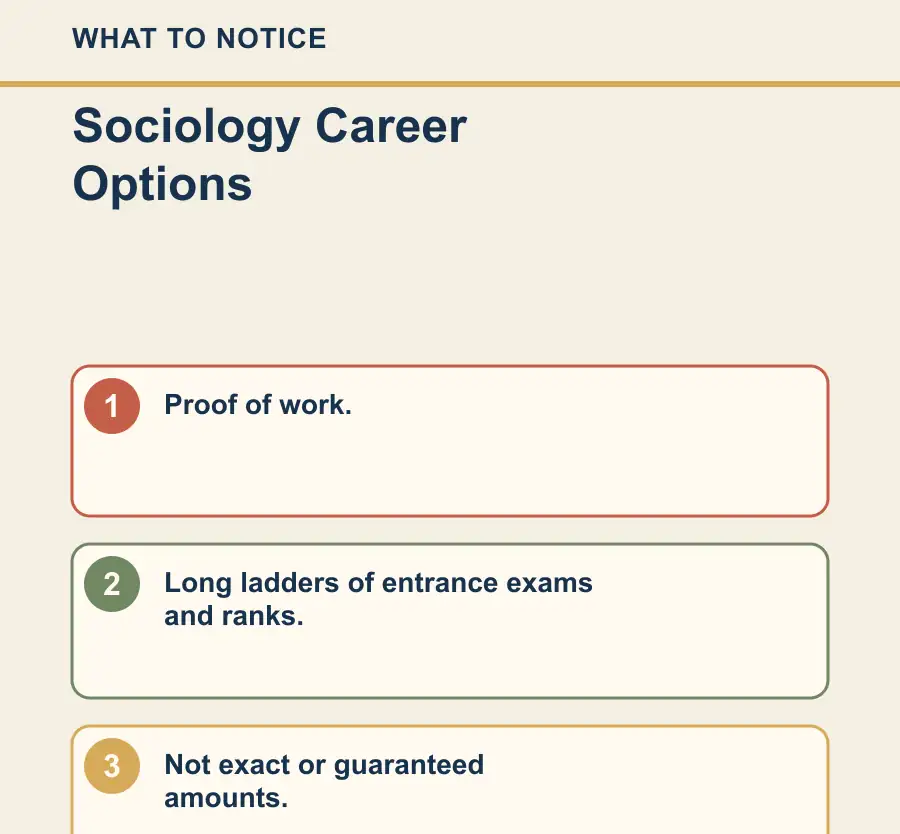 WHAT TO NOTICE
Sociology Career
Options
1
Proof of work.
2
Long ladders of entrance exams
and ranks.
3
Not exact or guaranteed
amounts.